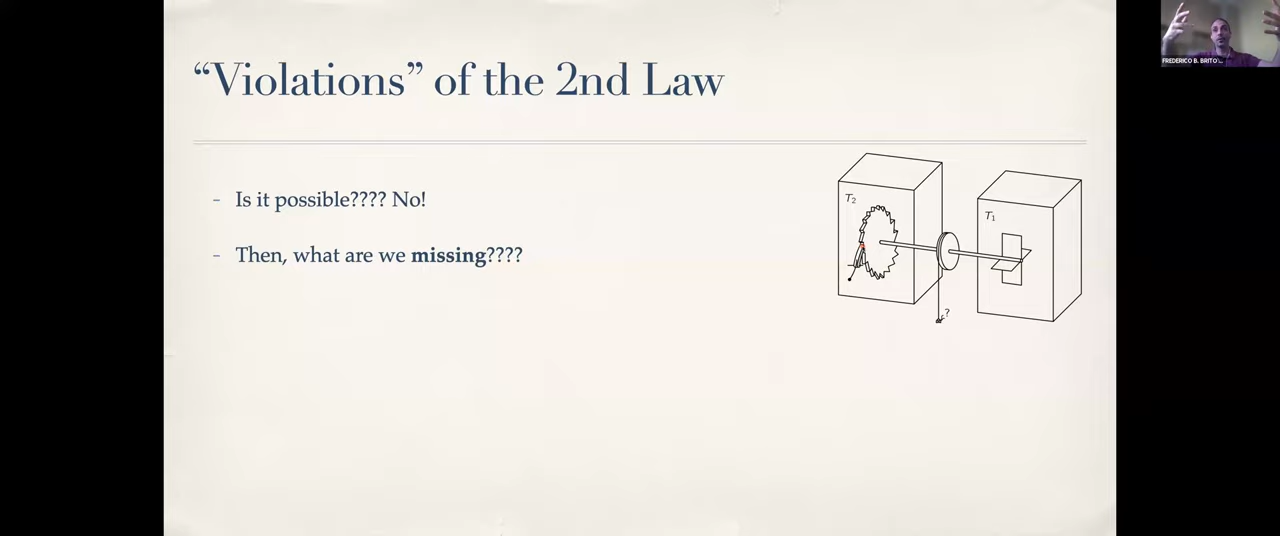 “Violations” of the 2nd Law
- Is it possible???? No!
- Then, what are we missing????
T₂
T₁
?
FREDERICO B. BRITO